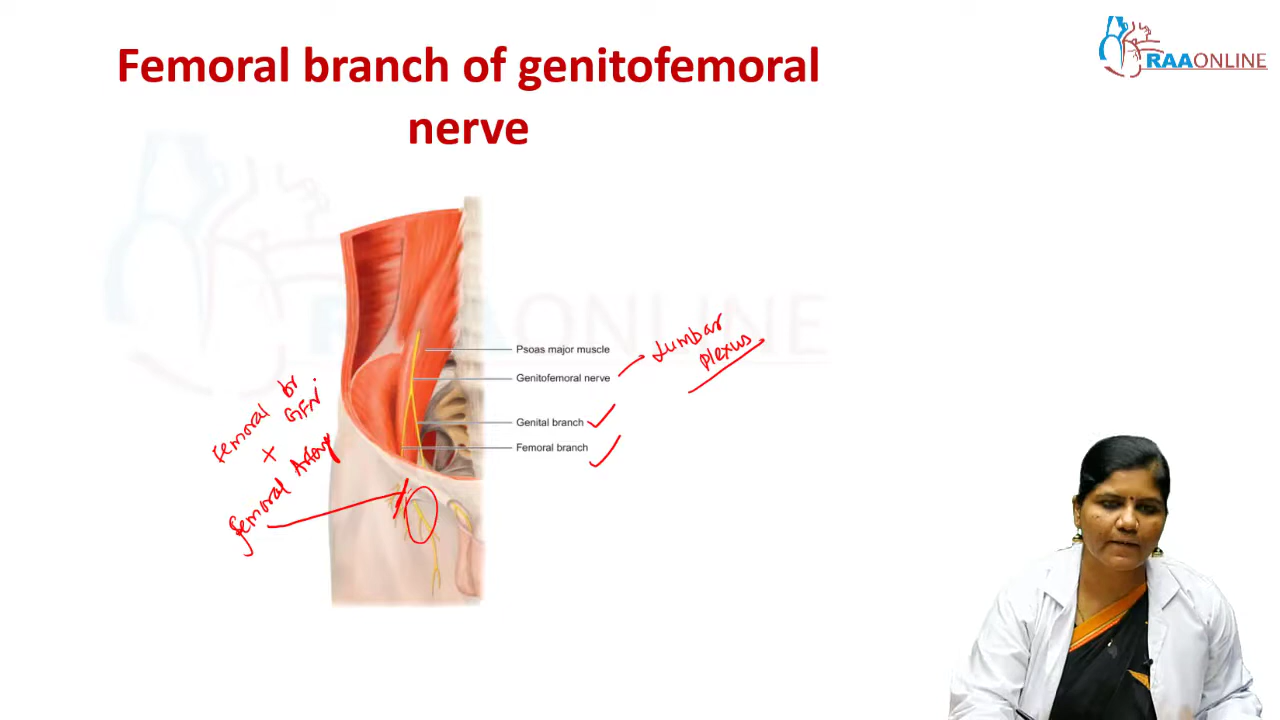 Femoral branch of genitofemoral
nerve
RAAONLINE
RAAONLINE
Psoas major muscle
Genitofemoral nerve
Genital branch
Femoral branch
Lumbar
plexus
Femoral br
GFN
+
Femoral Artery